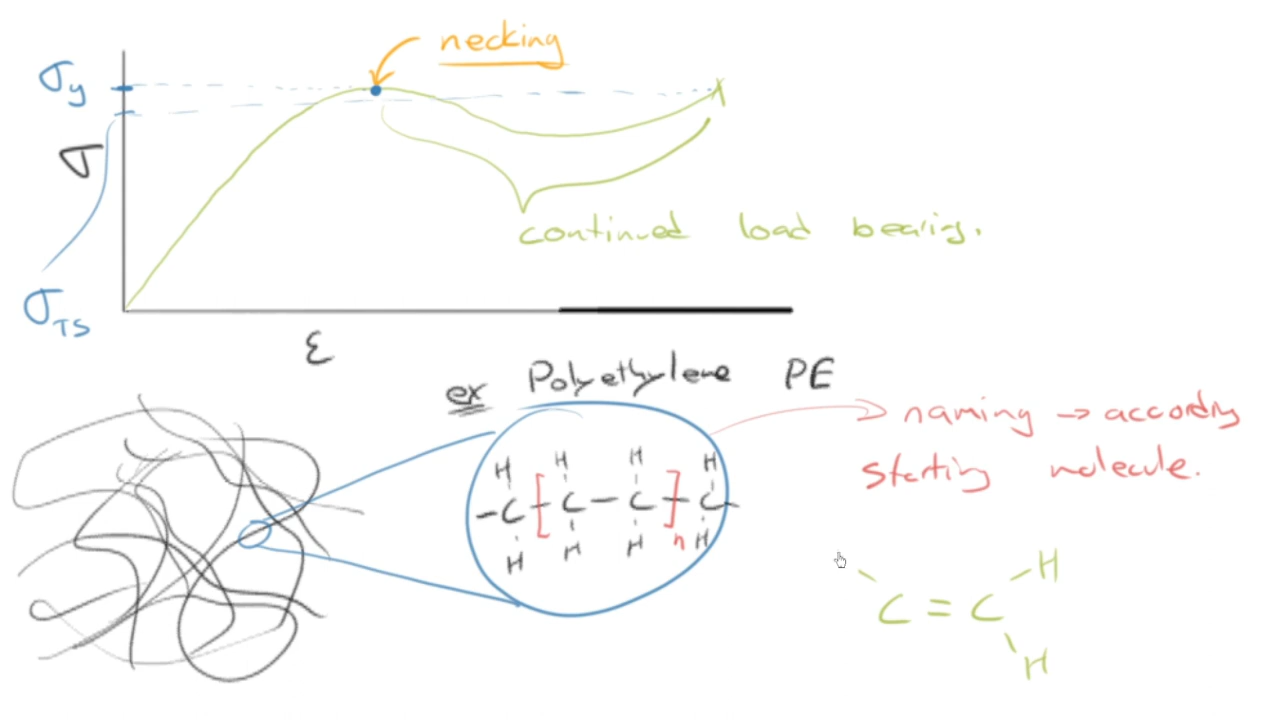 necking
σy
σ
continued load bearing.
σTS
ε
ex Polyethylene PE
naming → according
starting molecule.
H H H H
-C-[C-C-]C-
H H H n H
C=C
H
H